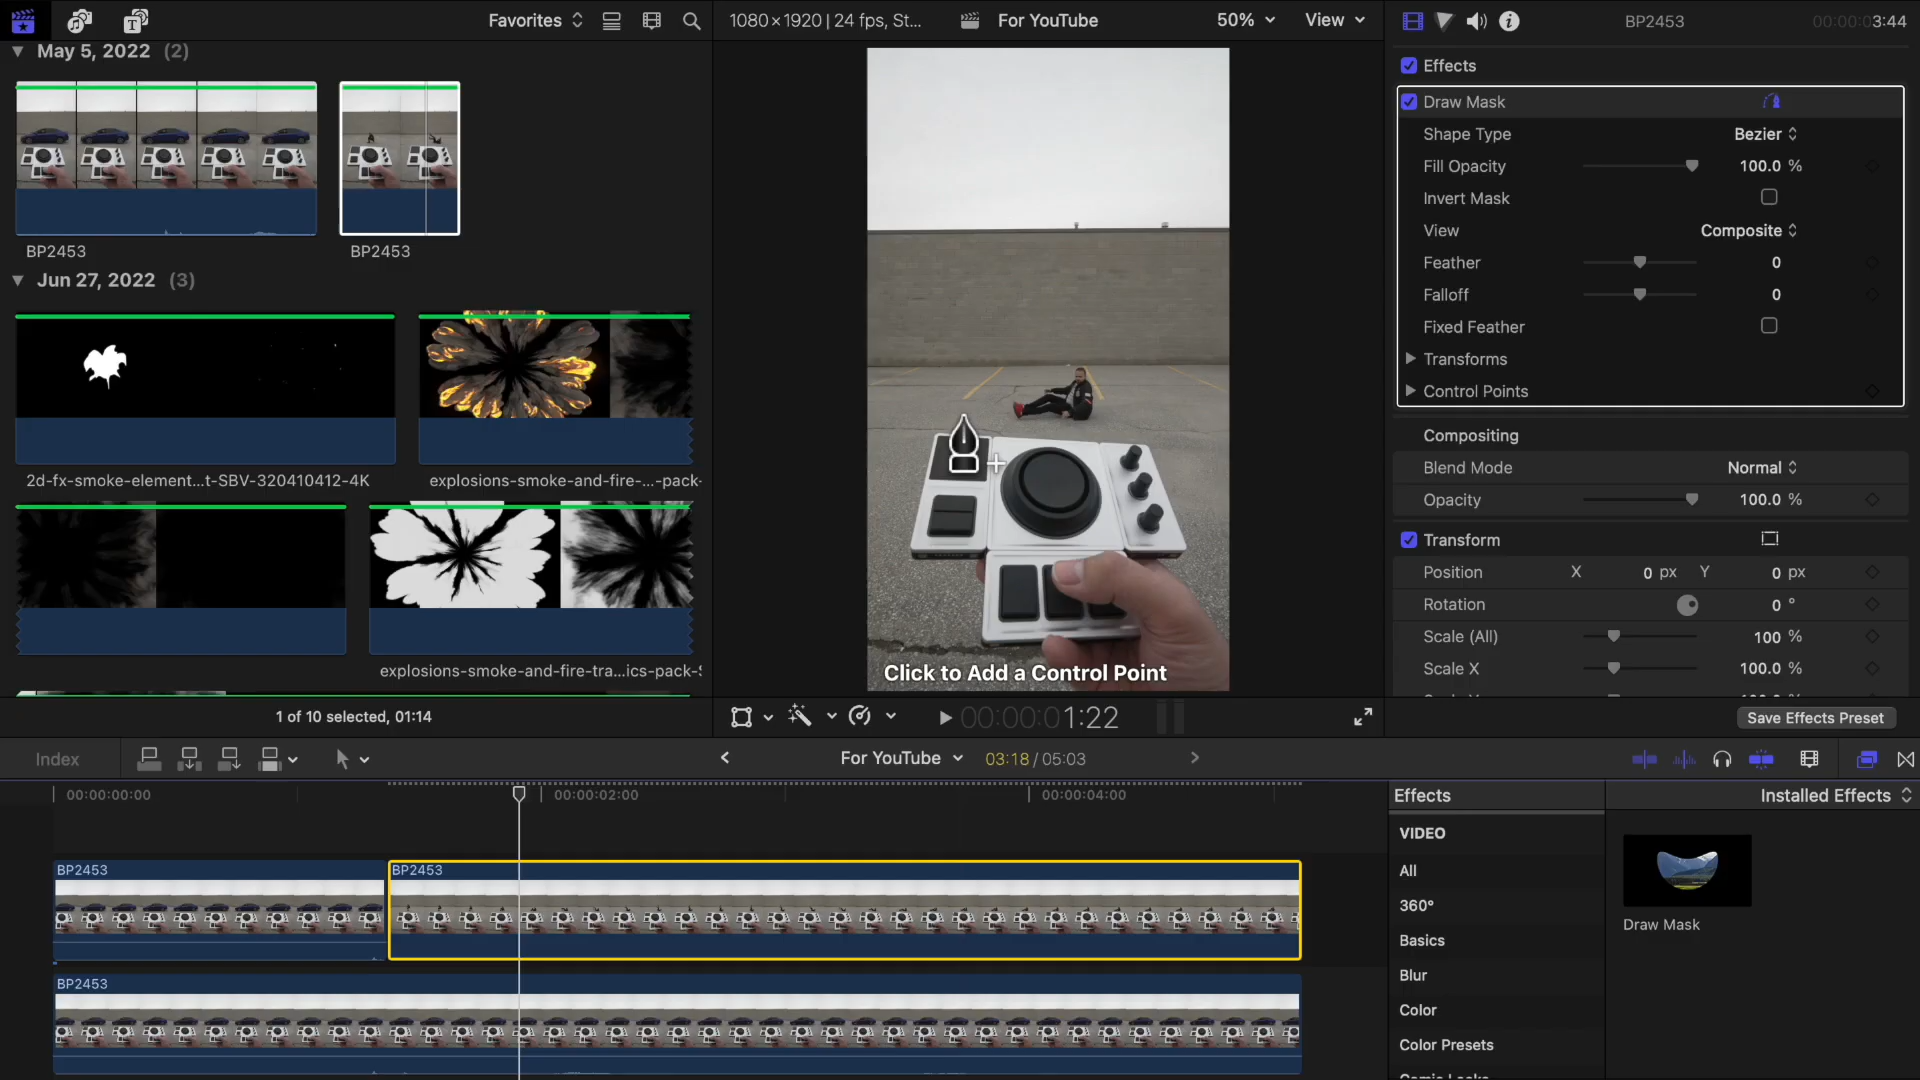 Favorites
1080×1920 | 24 fps, St...
For YouTube
50%
View
BP2453
00:00:03:44
May 5, 2022 (2)
BP2453
BP2453
Jun 27, 2022 (3)
2d-fx-smoke-element...t-SBV-320410412-4K
explosions-smoke-and-fire-...-pack-
explosions-smoke-and-fire-tra...ics-pack-S
1 of 10 selected, 01:14
Click to Add a Control Point
00:00:01:22
Effects
Draw Mask
Shape Type
Bezier
Fill Opacity
100.0 %
Invert Mask
View
Composite
Feather
0
Falloff
0
Fixed Feather
Transforms
Control Points
Compositing
Blend Mode
Normal
Opacity
100.0 %
Transform
Position X 0 px Y 0 px
Rotation
0 °
Scale (All)
100 %
Scale X
100.0 %
Save Effects Preset
Index
For YouTube
03:18 / 05:03
00:00:00:00
00:00:02:00
00:00:04:00
BP2453
BP2453
BP2453
Effects
Installed Effects
VIDEO
All
360°
Basics
Blur
Color
Color Presets
Draw Mask